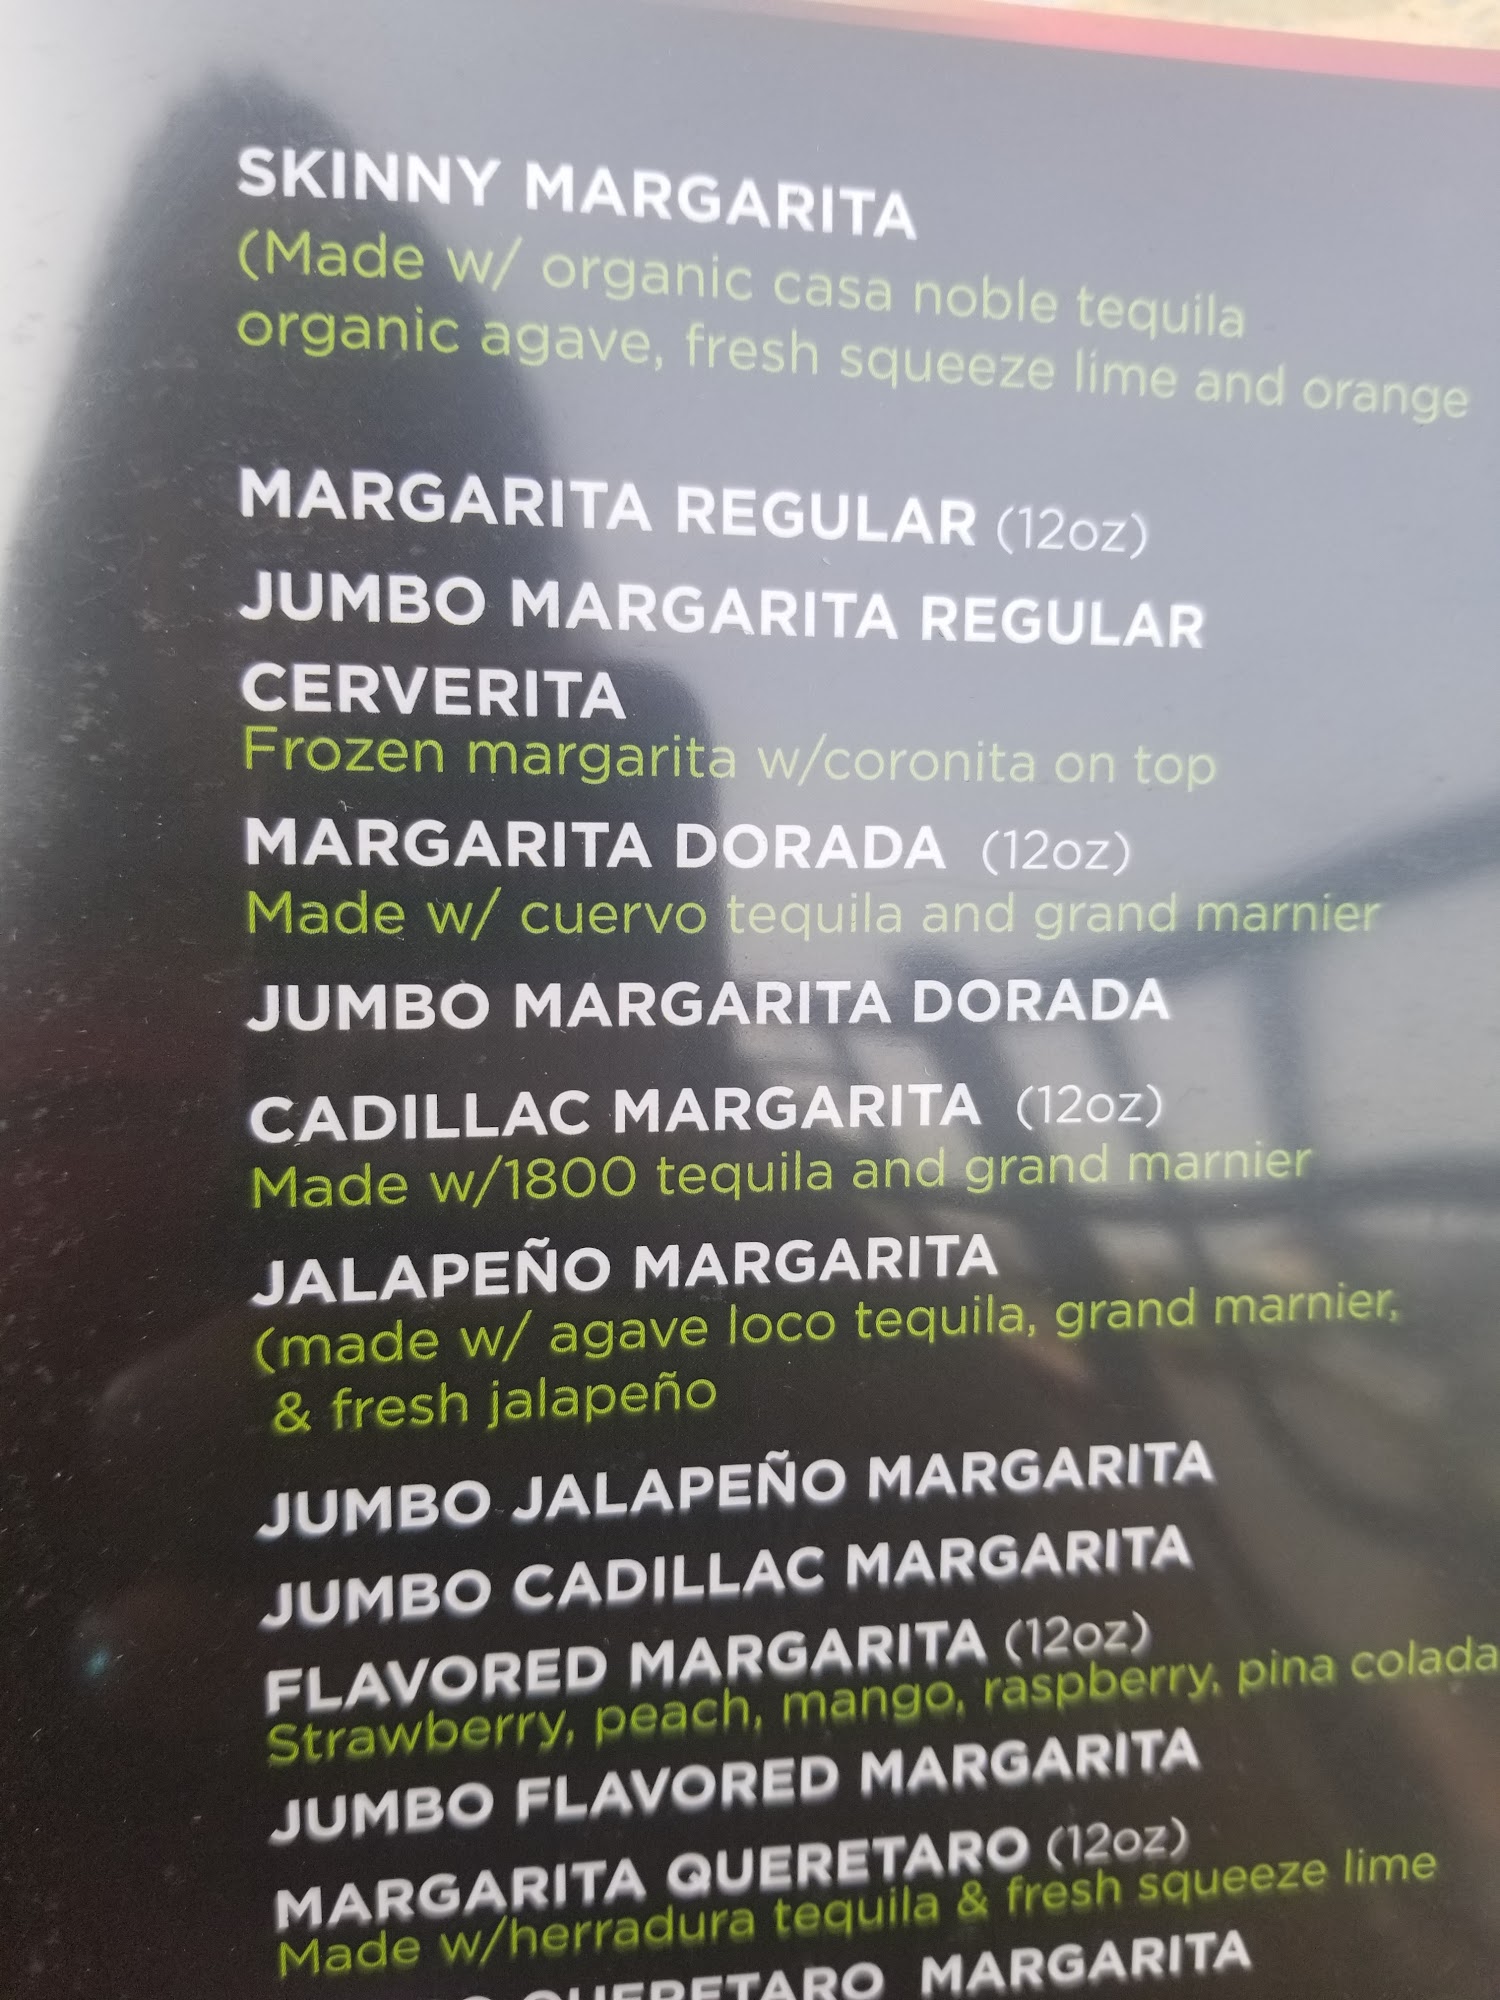 SKINNY MARGARITA
(Made w/ organic casa noble tequila
organic agave, fresh squeeze lime and orange
MARGARITA REGULAR (12oz)
JUMBO MARGARITA REGULAR
CERVERITA
Frozen margarita w/coronita on top
MARGARITA DORADA (12oz)
Made w/ cuervo tequila and grand marnier
JUMBO MARGARITA DORADA
CADILLAC MARGARITA (12oz)
Made w/1800 tequila and grand marnier
JALAPEÑO MARGARITA
(made w/ agave loco tequila, grand marnier,
& fresh jalapeño
JUMBO JALAPEÑO MARGARITA
JUMBO CADILLAC MARGARITA
FLAVORED MARGARITA (12oz)
Strawberry, peach, mango, raspberry, pina colada
JUMBO FLAVORED MARGARITA
MARGARITA QUERETARO (12oz)
Made w/herradura tequila & fresh squeeze lime
QUERETARO MARGARITA